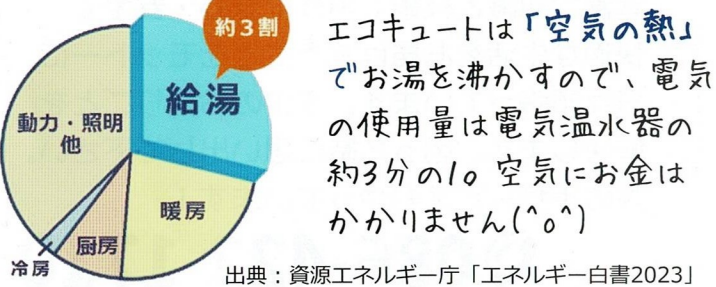 約3割
給湯
動力・照明
他
暖房
厨房
冷房
エコキュートは「空気の熱」
でお湯を沸かすので、電気
の使用量は電気温水器の
約3分の1。空気にお金は
かかりません(^o^)
出典：資源エネルギー庁「エネルギー白書2023」